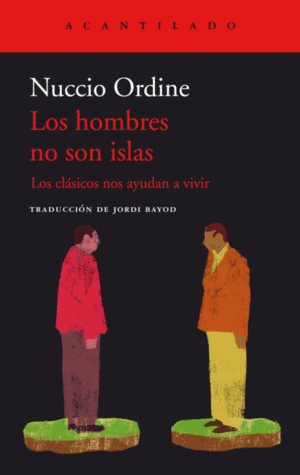 ACANTILADO
Nuccio Ordine
Los hombres
no son islas
Los clásicos nos ayudan a vivir
TRADUCCIÓN DE JORDI BAYOD